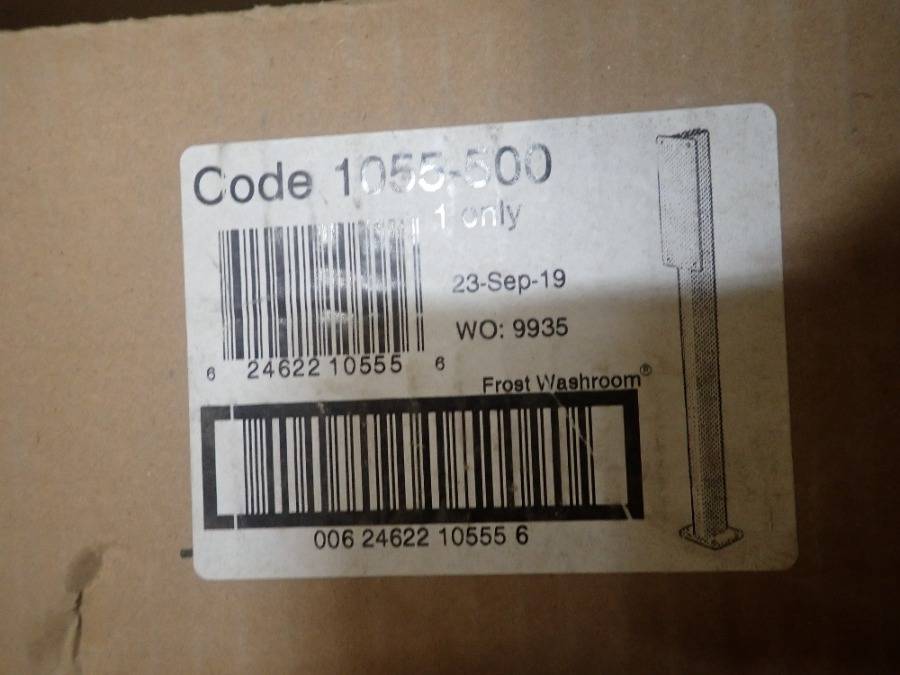 Code 1055-500
1 only
23-Sep-19
WO: 9935
6 24622 10555 6
Frost Washroom®
006 24622 10555 6